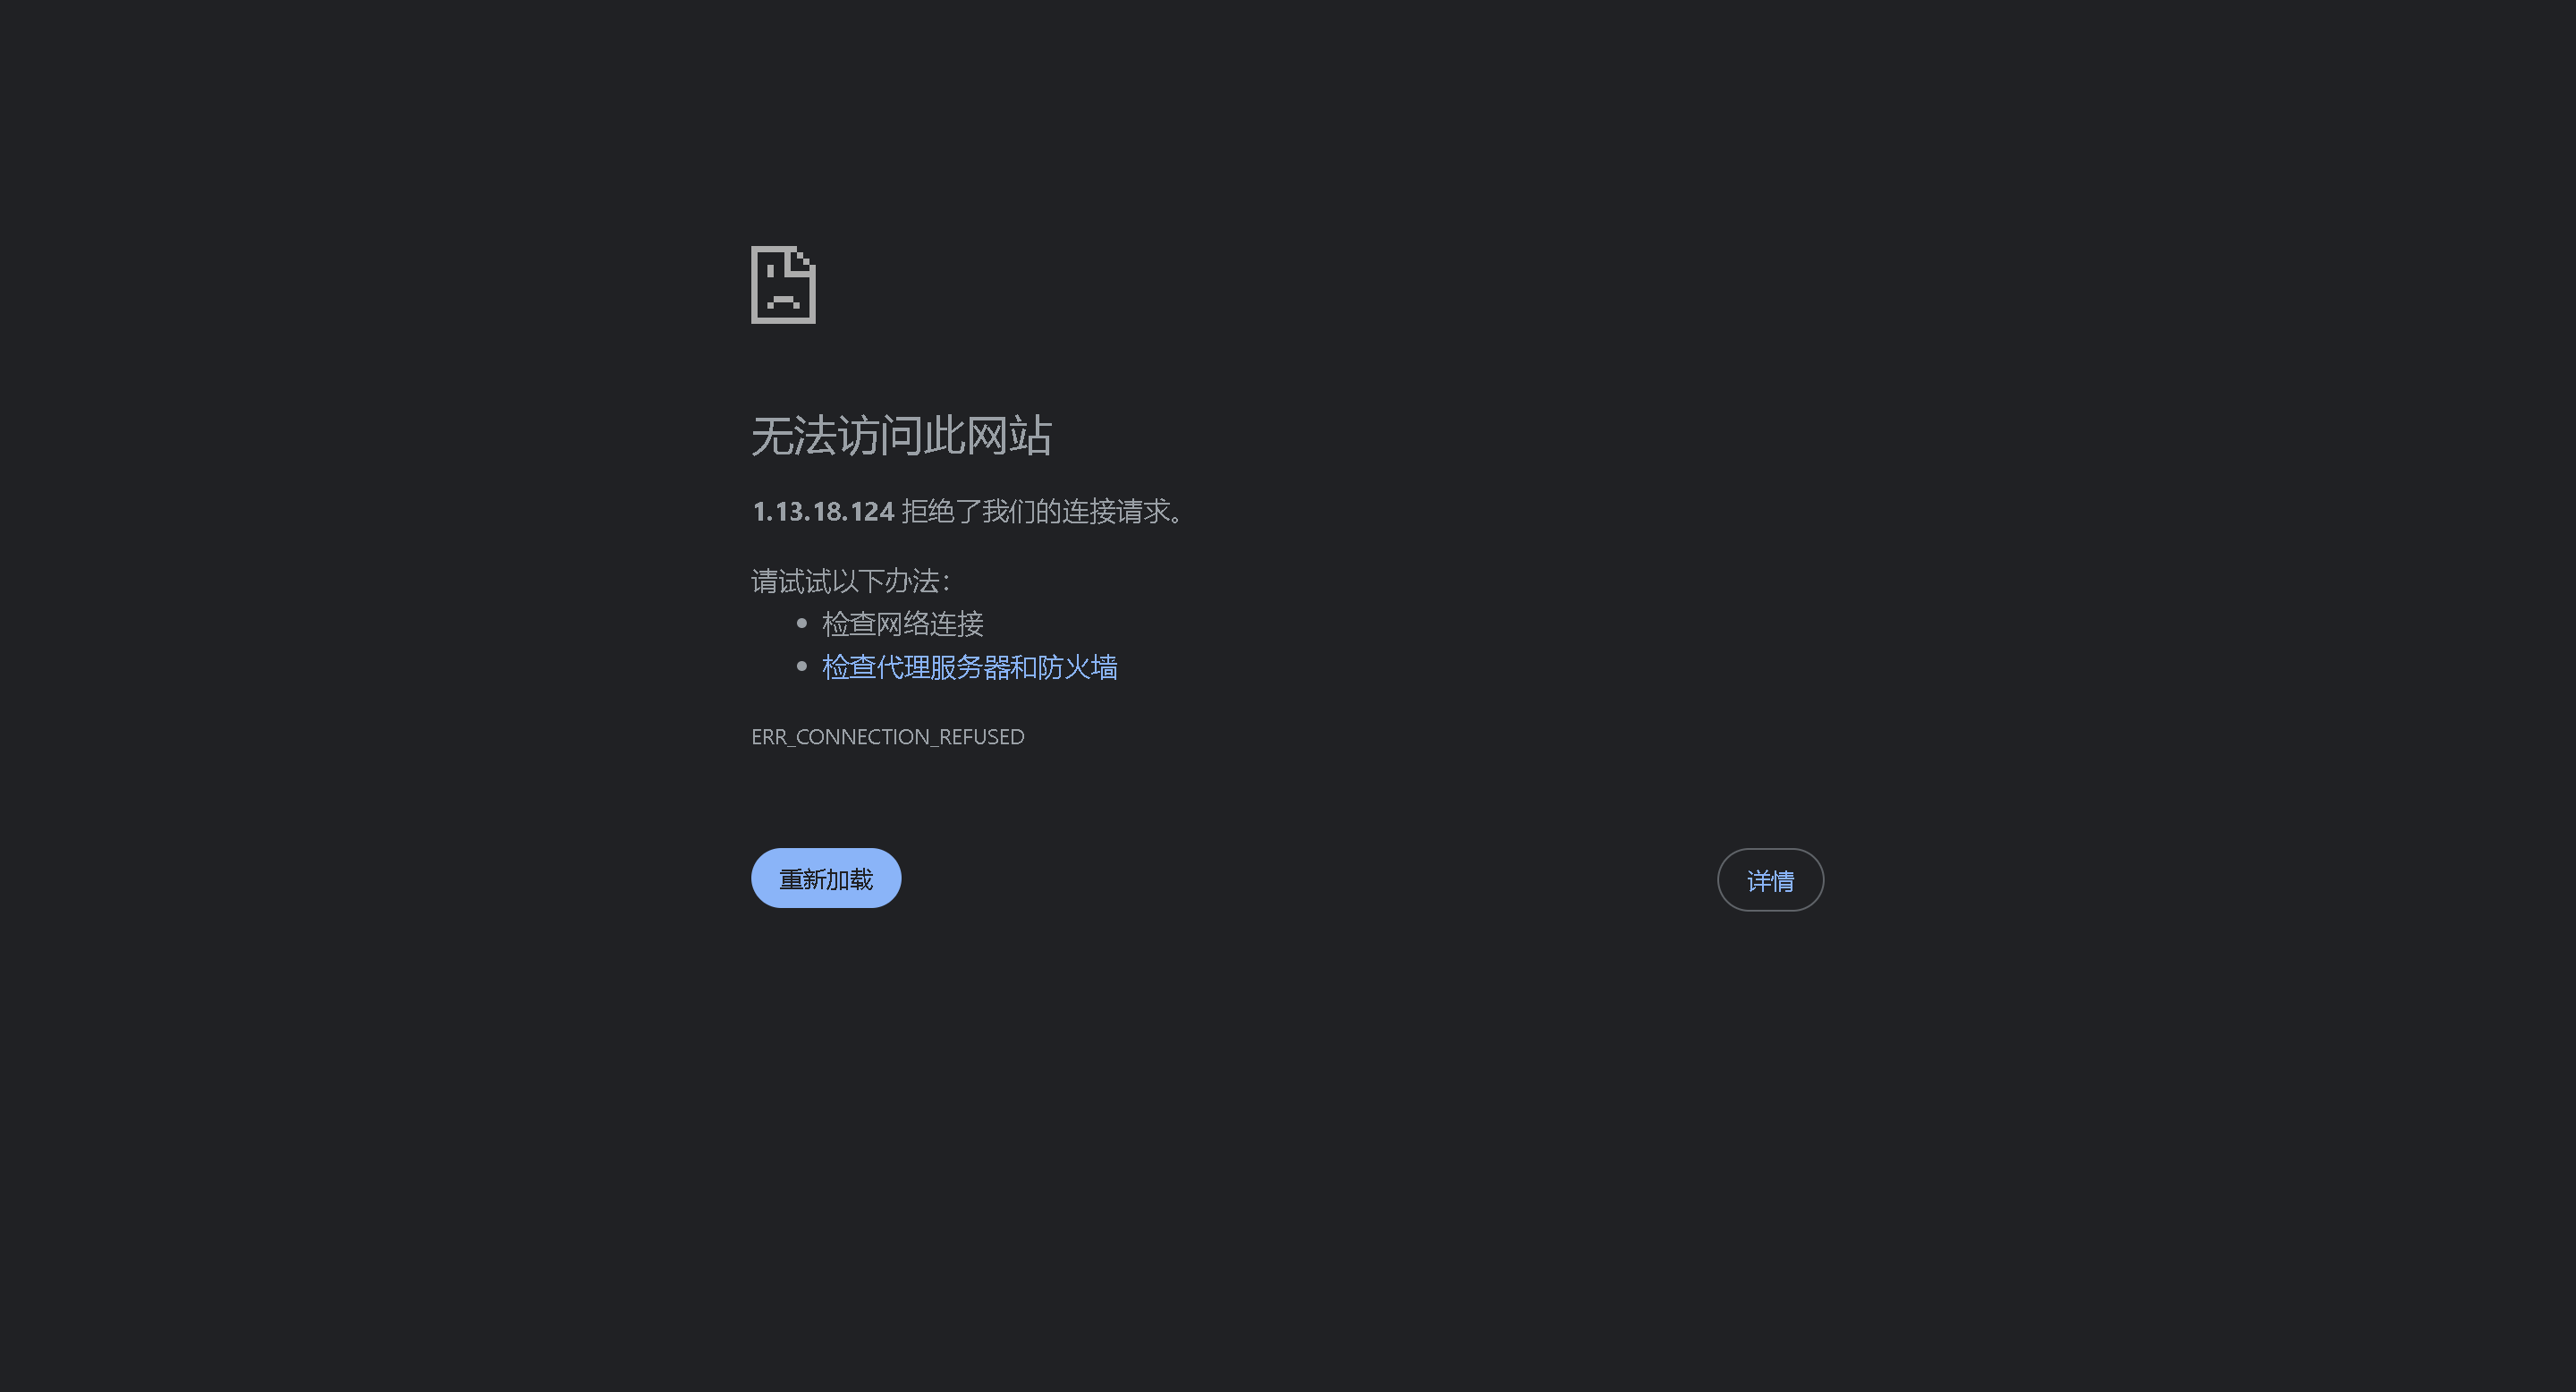 无法访问此网站
1.13.18.124 拒绝了我们的连接请求。
请试试以下办法：
检查网络连接
检查代理服务器和防火墙
ERR_CONNECTION_REFUSED
重新加载
详情